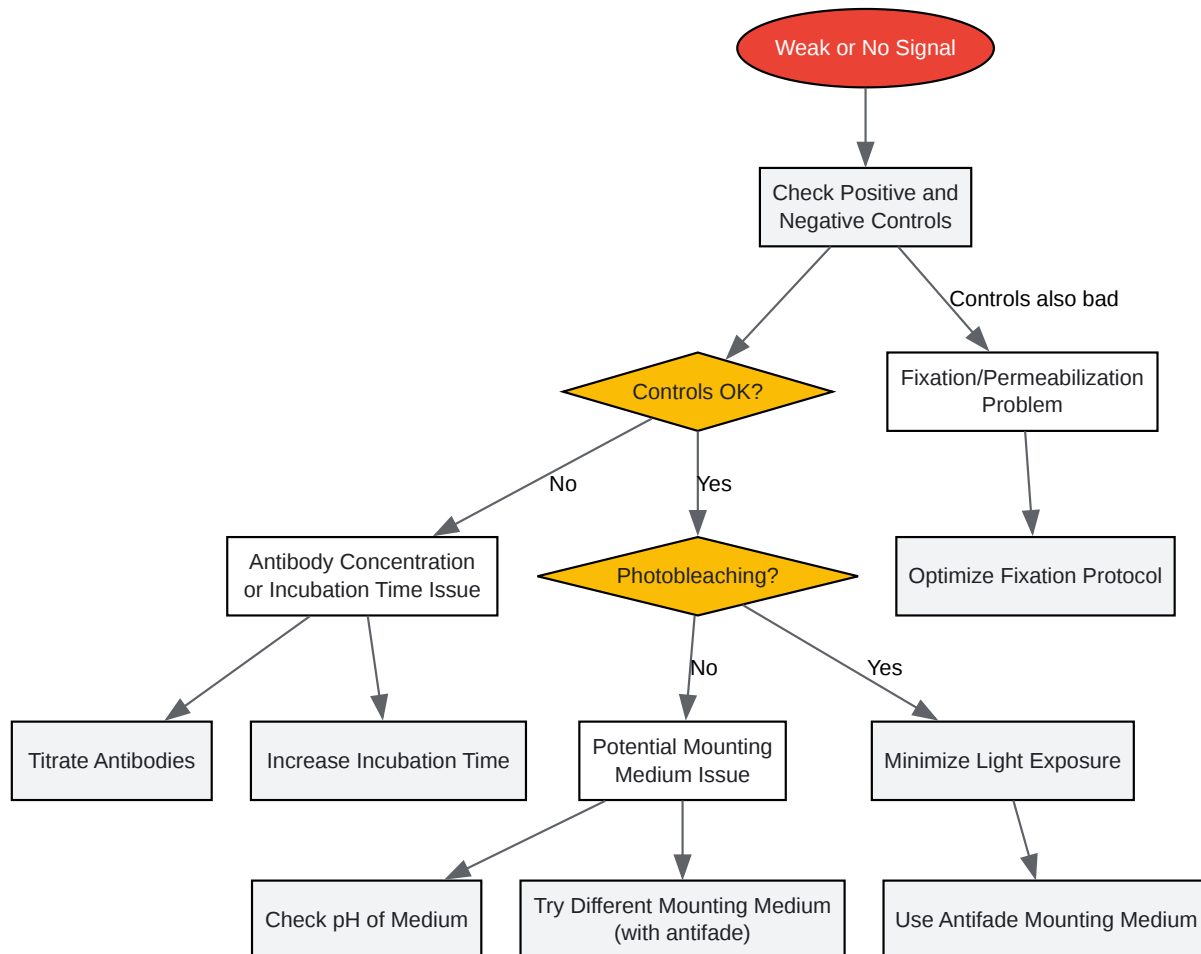 Weak or No Signal
Check Positive and
Negative Controls
Controls also bad
Controls OK?
Fixation/Permeabilization
Problem
No
Yes
Antibody Concentration
or Incubation Time Issue
Photobleaching?
Optimize Fixation Protocol
No
Yes
Titrate Antibodies
Increase Incubation Time
Potential Mounting
Medium Issue
Minimize Light Exposure
Check pH of Medium
Try Different Mounting Medium
(with antifade)
Use Antifade Mounting Medium